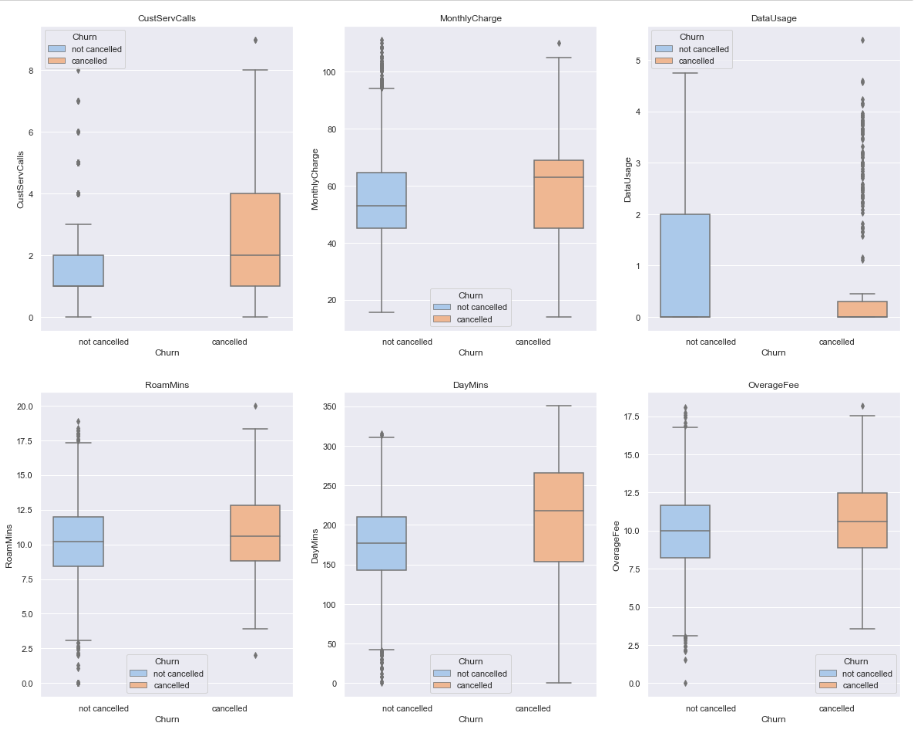 CustServCalls
Churn
not cancelled
cancelled
8
6
4
2
0
CustServCalls
not cancelled cancelled
Churn
MonthlyCharge
100
80
60
40
20
MonthlyCharge
Churn
not cancelled
cancelled
not cancelled cancelled
Churn
DataUsage
Churn
not cancelled
cancelled
5
4
3
2
1
0
DataUsage
not cancelled cancelled
Churn
RoamMins
20.0
17.5
15.0
12.5
10.0
7.5
5.0
2.5
0.0
RoamMins
Churn
not cancelled
cancelled
not cancelled cancelled
Churn
DayMins
350
300
250
200
150
100
50
0
DayMins
Churn
not cancelled
cancelled
not cancelled cancelled
Churn
OverageFee
17.5
15.0
12.5
10.0
7.5
5.0
2.5
0.0
OverageFee
Churn
not cancelled
cancelled
not cancelled cancelled
Churn